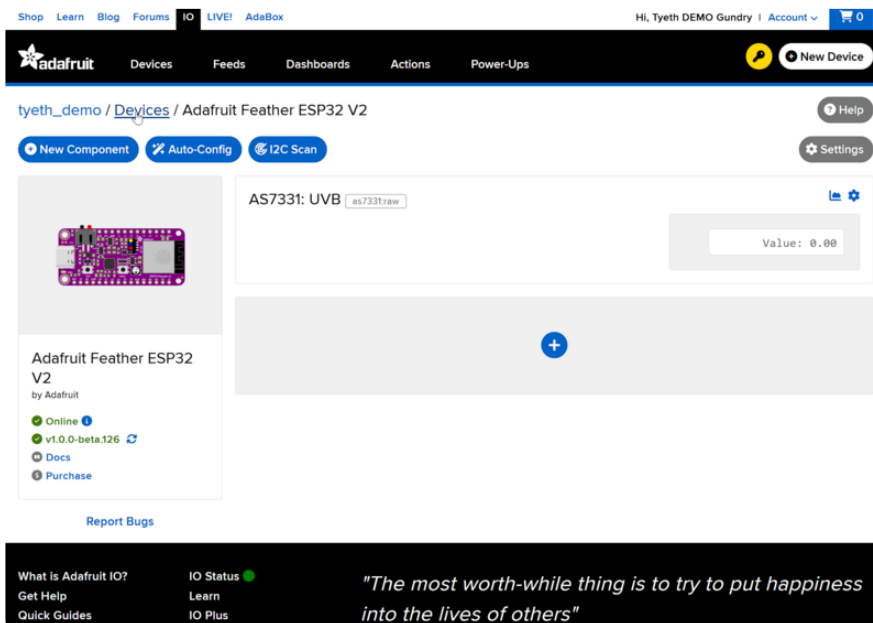 Shop Learn Blog Forums IO LIVE! AdaBox Hi, Tyeth DEMO Gundry | Account 0
adafruit Devices Feeds Dashboards Actions Power-Ups New Device
tyeth_demo / Devices / Adafruit Feather ESP32 V2 Help
New Component Auto-Config I2C Scan Settings
AS7331: UVB as7331:raw
Value: 0.00
Adafruit Feather ESP32
V2
by Adafruit
Online
v1.0.0-beta.126
Docs
Purchase
Report Bugs
What is Adafruit IO? IO Status "The most worth-while thing is to try to put happiness
Get Help Learn into the lives of others"
Quick Guides IO Plus